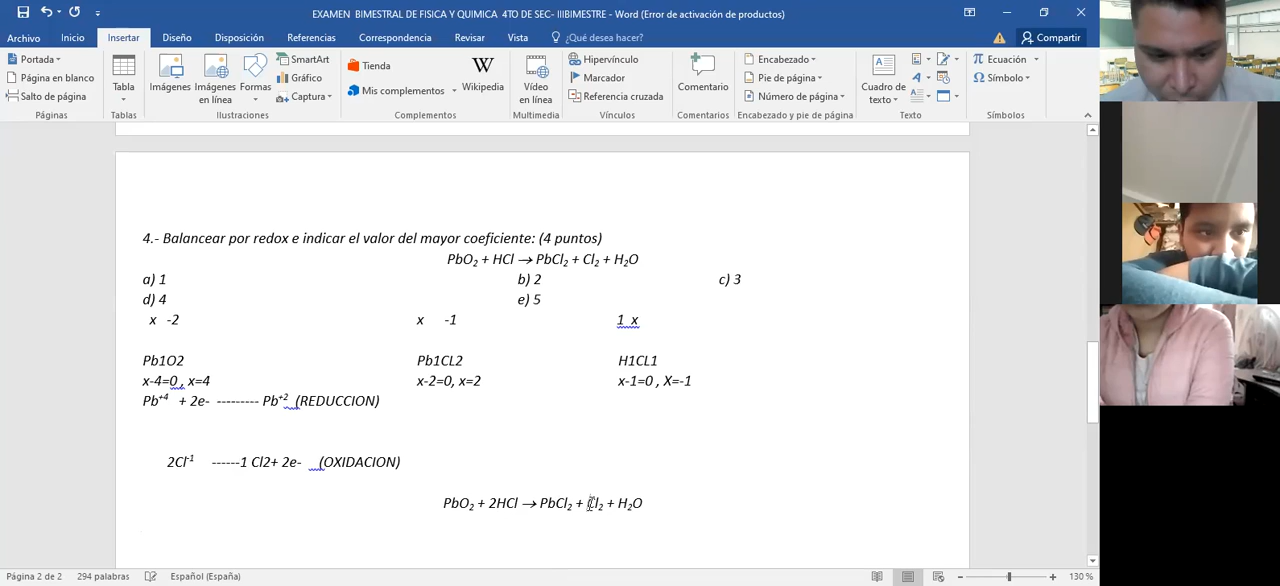 EXAMEN BIMESTRAL DE FISICA Y QUIMICA 4TO DE SEC- IIIBIMESTRE - Word (Error de activación de productos)
Archivo Inicio Insertar Diseño Disposición Referencias Correspondencia Revisar Vista ¿Qué desea hacer? Compartir
Portada
Página en blanco
Salto de página
Páginas
Tabla
Tablas
Imágenes
Imágenes en línea
Formas
SmartArt
Gráfico
Captura
Ilustraciones
Tienda
Mis complementos
W
Wikipedia
Complementos
Vídeo en línea
Multimedia
Hipervínculo
Marcador
Referencia cruzada
Vínculos
Comentario
Comentarios
Encabezado
Pie de página
Número de página
Encabezado y pie de página
Cuadro de texto
Texto
Ecuación
Símbolo
Símbolos
4.- Balancear por redox e indicar el valor del mayor coeficiente: (4 puntos)
PbO₂ + HCl → PbCl₂ + Cl₂ + H₂O
a) 1 b) 2 c) 3
d) 4 e) 5
x -2 x -1 1 x
Pb1O2 Pb1CL2 H1CL1
x-4=0 , x=4 x-2=0, x=2 x-1=0 , X=-1
Pb⁺⁴ + 2e- --------- Pb⁺² (REDUCCION)
2Cl⁻¹ ------1 Cl2+ 2e- (OXIDACION)
PbO₂ + 2HCl → PbCl₂ + Cl₂ + H₂O
Página 2 de 2 294 palabras Español (España) 130 %